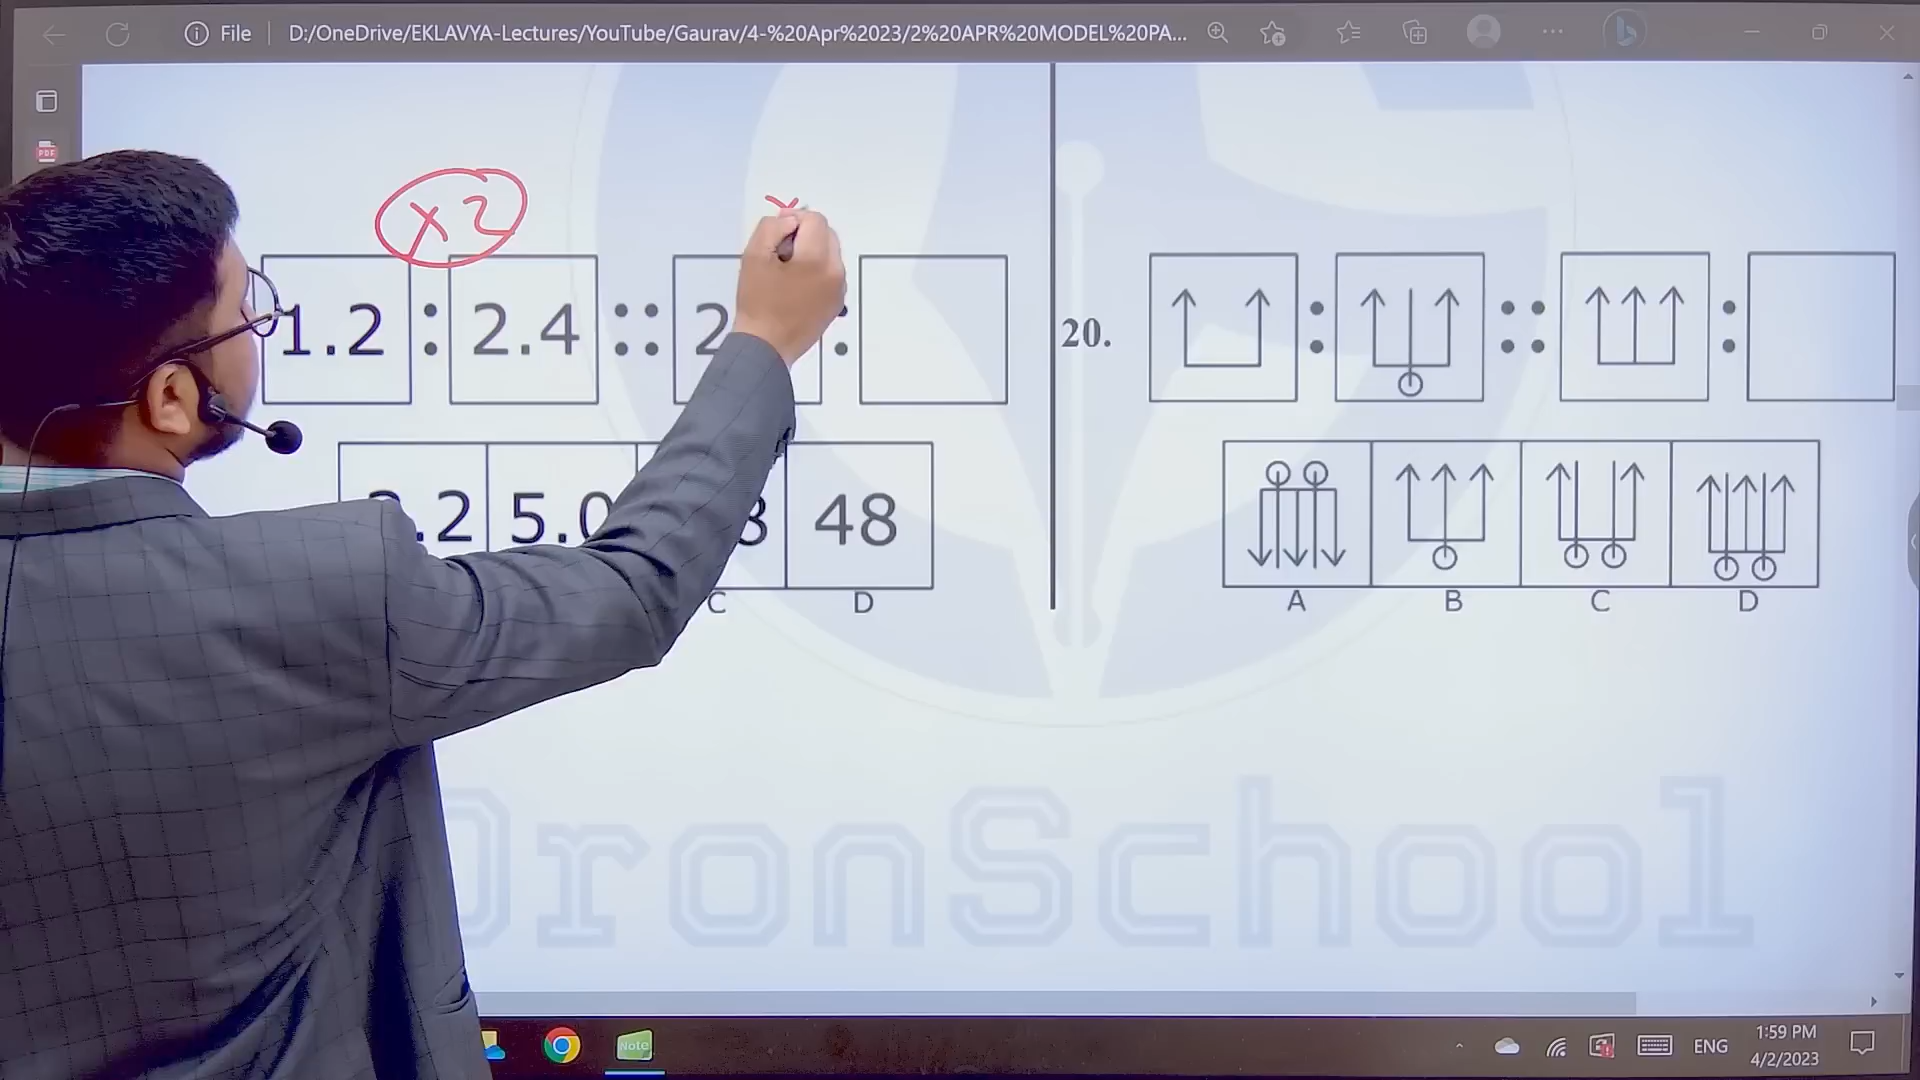 File D:/OneDrive/EKLAVYA-Lectures/YouTube/Gaurav/4-%20Apr%2023/2%20APR%20MODEL%20PA...
×2
1.2 : 2.4 :: 2 :
5.0 48
C D
20. : :: :
A B C D
OronSchool
Note
ENG
1:59 PM
4/2/2023